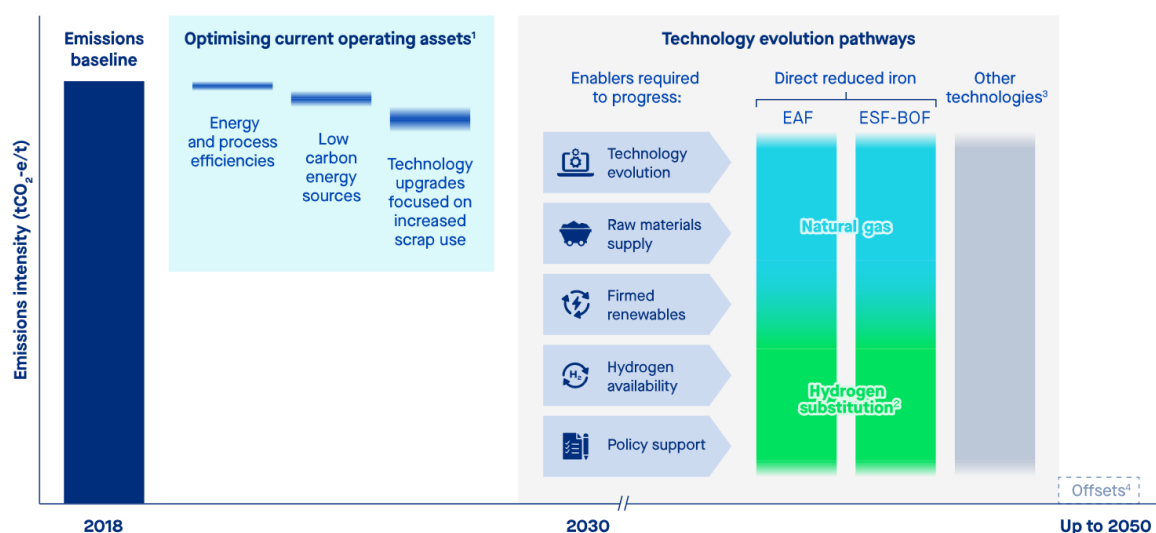 Emissions
baseline
Optimising current operating assets¹
Energy
and process
efficiencies
Low
carbon
energy
sources
Technology
upgrades
focused on
increased
scrap use
Technology evolution pathways
Enablers required
to progress:
Direct reduced iron
Other
technologies³
EAF
ESF-BOF
Technology
evolution
Raw materials
supply
Firmed
renewables
H₂
Hydrogen
availability
Policy support
Natural gas
Hydrogen
substitution²
Offsets⁴
Emissions intensity (tCO₂-e/t)
2018
2030
Up to 2050